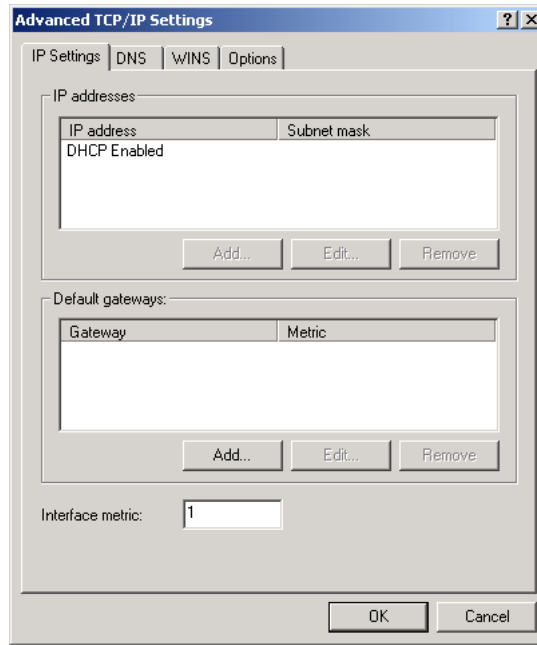 Advanced TCP/IP Settings
IP Settings DNS WINS Options
IP addresses
IP address Subnet mask
DHCP Enabled
Add... Edit... Remove
Default gateways:
Gateway Metric
Add... Edit... Remove
Interface metric: 1
OK Cancel